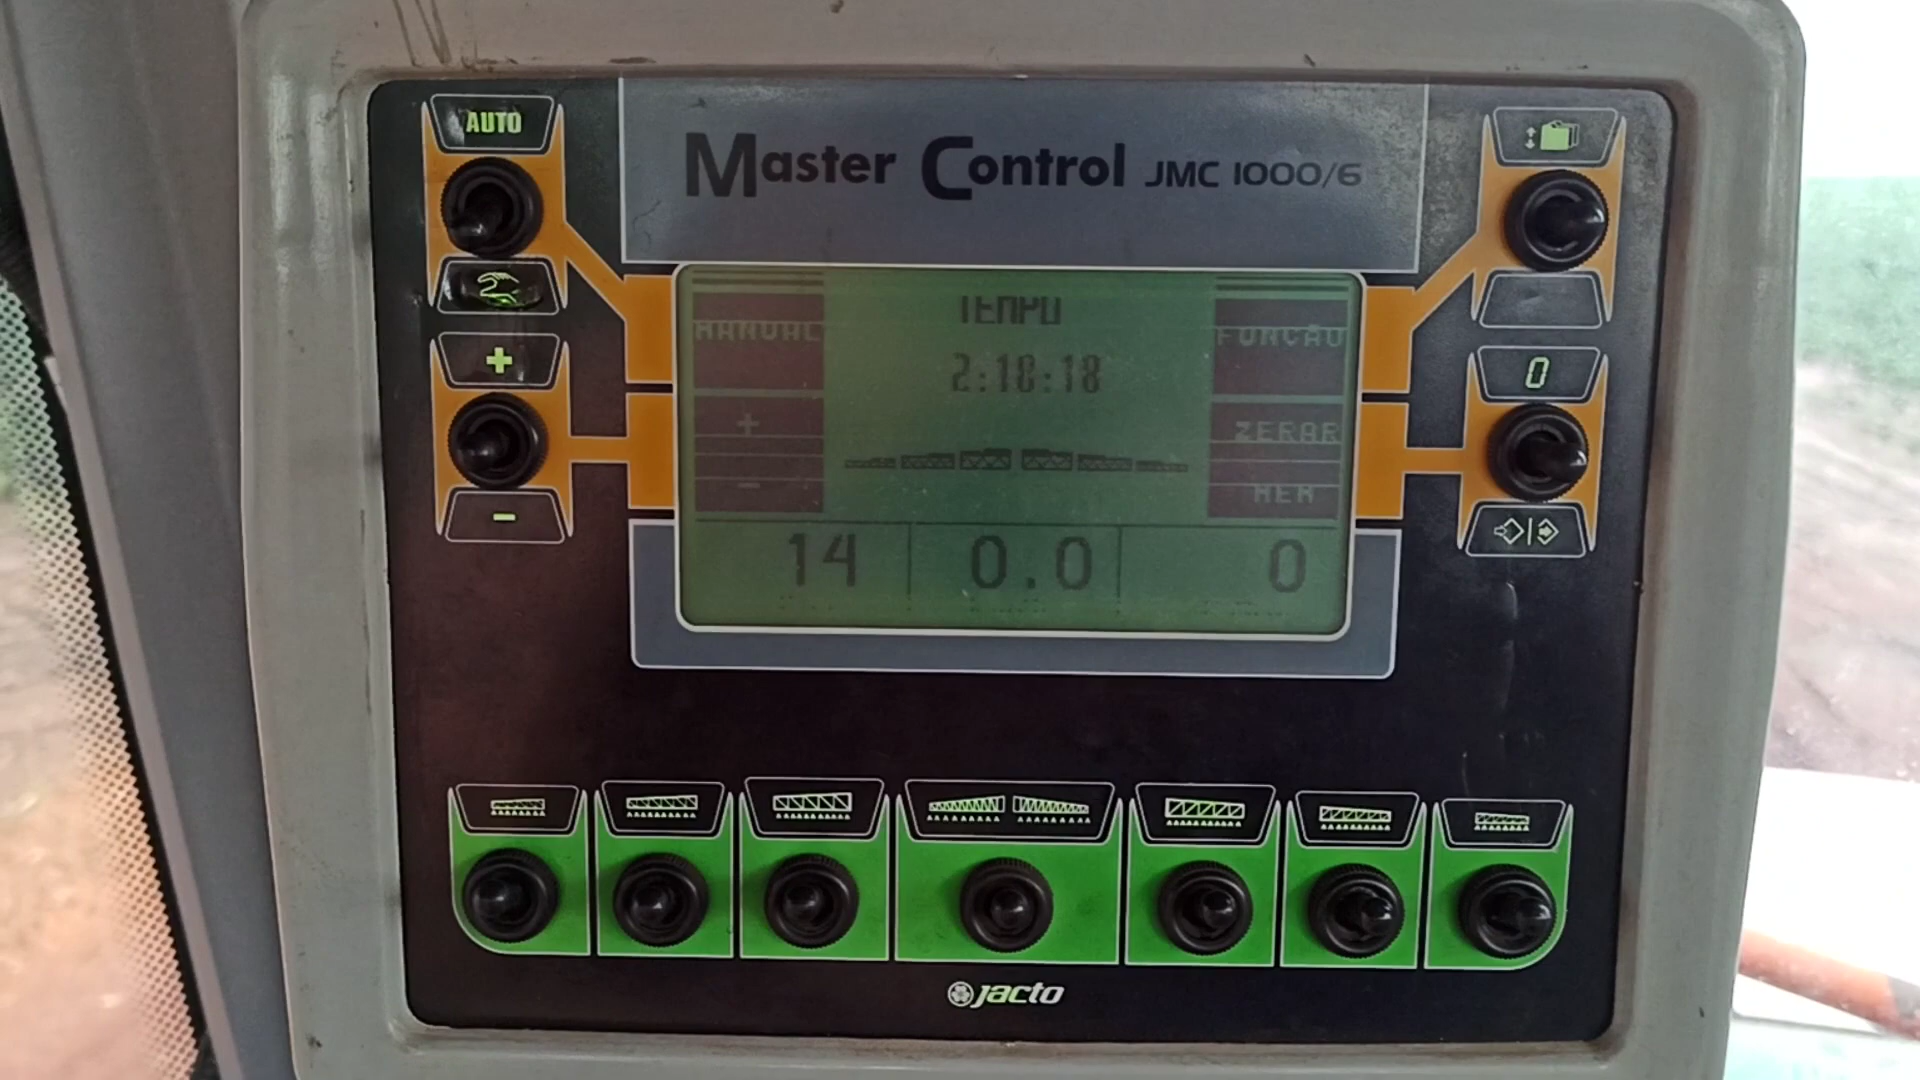 AUTO
Master Control JMC 1000/6
TEMPO
MANUAL
FUNCAO
2:18:18
0
+
+
ZERAR
-
MEM
-
14 0.0 0
jacto